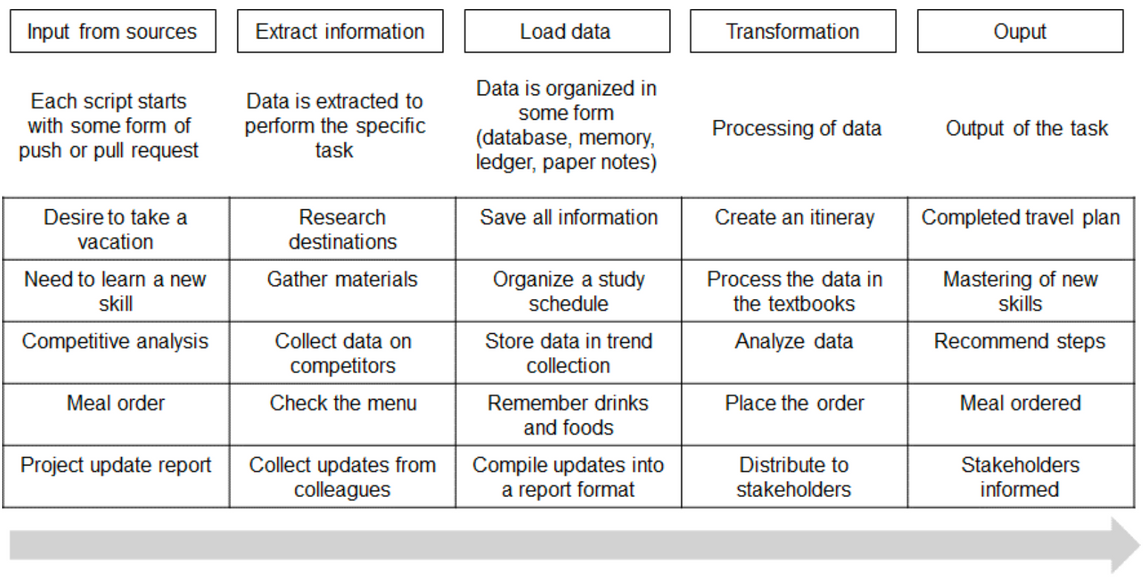 Input from sources
Extract information
Load data
Transformation
Ouput
Each script starts
with some form of
push or pull request
Data is extracted to
perform the specific
task
Data is organized in
some form
(database, memory,
ledger, paper notes)
Processing of data
Output of the task
Desire to take a
vacation
Research
destinations
Save all information
Create an itineray
Completed travel plan
Need to learn a new
skill
Gather materials
Organize a study
schedule
Process the data in
the textbooks
Mastering of new
skills
Competitive analysis
Collect data on
competitors
Store data in trend
collection
Analyze data
Recommend steps
Meal order
Check the menu
Remember drinks
and foods
Place the order
Meal ordered
Project update report
Collect updates from
colleagues
Compile updates into
a report format
Distribute to
stakeholders
Stakeholders
informed